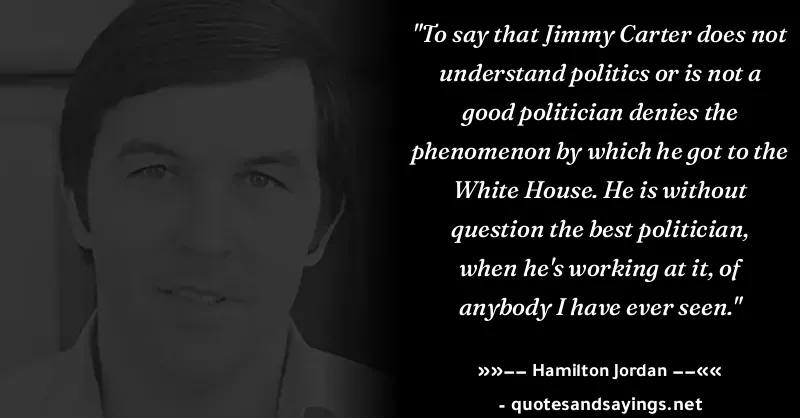 "To say that Jimmy Carter does not
understand politics or is not a
good politician denies the
phenomenon by which he got to the
White House. He is without
question the best politician,
when he's working at it, of
anybody I have ever seen."
»»−− Hamilton Jordan −−««
- quotesandsayings.net